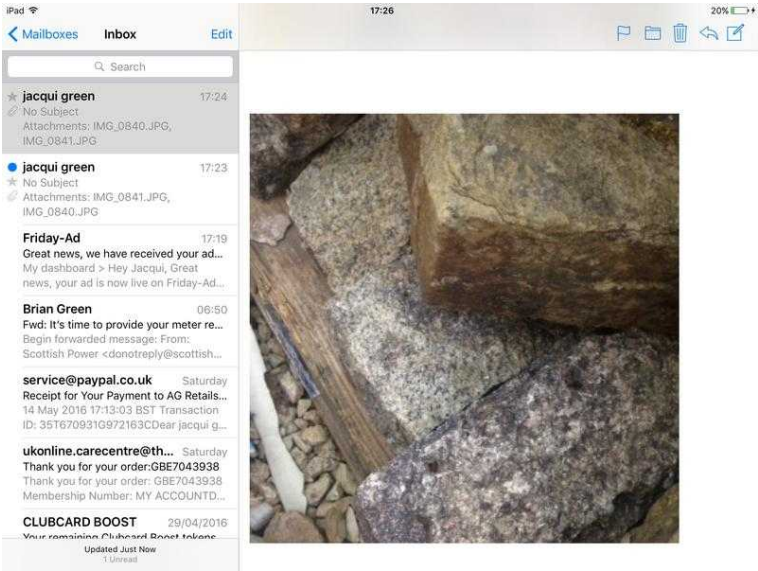 iPad 17:26 20%
Mailboxes Inbox Edit
Search
jacqui green 17:24
No Subject
Attachments: IMG_0840.JPG,
IMG_0841.JPG
jacqui green 17:23
No Subject
Attachments: IMG_0841.JPG,
IMG_0840.JPG
Friday-Ad 17:19
Great news, we have received your ad...
My dashboard > Hey Jacqui, Great
news, your ad is now live on Friday-Ad...
Brian Green 06:50
Fwd: It's time to provide your meter re...
Begin forwarded message: From:
Scottish Power <donotreply@scottish...
service@paypal.co.uk Saturday
Receipt for Your Payment to AG Retails...
14 May 2016 17:13:03 BST Transaction
ID: 35T670931G972163CDear jacqui g...
ukonline.carecentre@th... Saturday
Thank you for your order:GBE7043938
Thank you for your order: GBE7043938
Membership Number: MY ACCOUNTD...
CLUBCARD BOOST 29/04/2016
Your remaining Clubcard Boost tokens
Updated Just Now
1 Unread